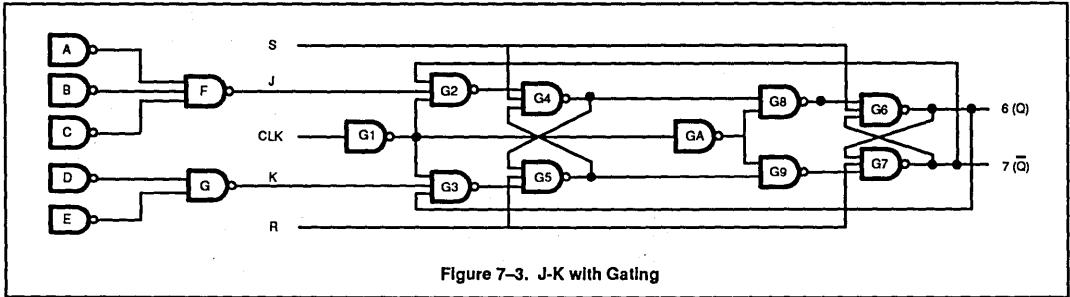 A
S
B
F
J
G2
G4
G8
G6
6 (Q)
C
CLK
G1
GA
D
G
K
G3
G5
G9
G7
7 (Q̅)
E
R
Figure 7–3. J-K with Gating